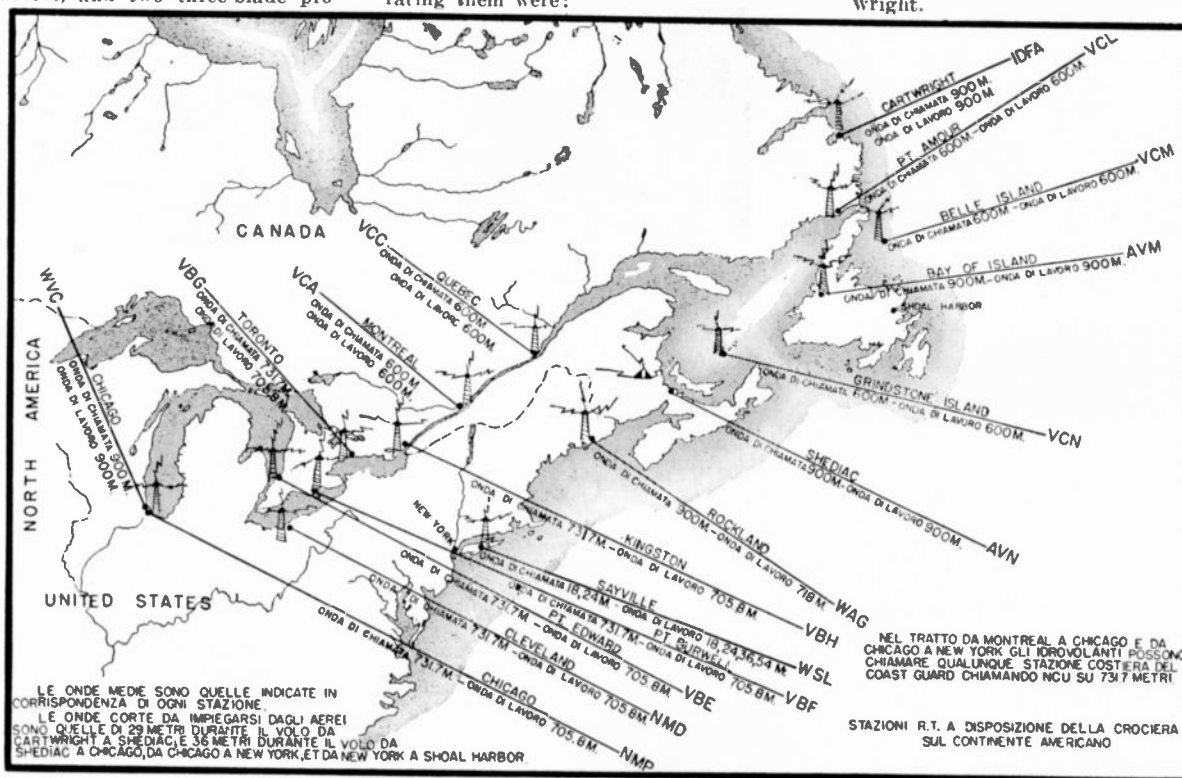 rating them were:
wright.
CARTWRIGHT IDFA
ONDA DI CHIAMATA 900 M.
ONDA DI LAVORO 900 M
PT. AMOUR VCL
ONDA DI CHIAMATA 600M.-ONDA DI LAVORO 600M.
BELLE ISLAND VCM
ONDA DI CHIAMATA 600M.-ONDA DI LAVORO 600M.
BAY OF ISLAND AVM
ONDA DI CHIAMATA 900M.-ONDA DI LAVORO 900M.
SHOAL HARBOR
CANADA
VCC QUEBEC
ONDA DI CHIAMATA 600M
ONDA DI LAVORC 600M
VCA MONTREAL
ONDA DI CHIAMATA 600M
ONDA DI LAVORO 600M.
VBG TORONTO
ONDA DI CHIAMATA 731.7M.
ONDA DI LAVORO 705.8M.
WVC CHICAGO
ONDA DI CHIAMATA 900M
ONDA DI LAVORO 900M.
NORTH AMERICA
UNITED STATES
GRINDSTONE ISLAND
ONDA DI CHIAMATA 600M.-ONDA DI LAVORO 600M.
VCN
SHEDIAC
ONDA DI CHIAMATA 900M-ONDA DI LAVORO 900M.
AVN
ROCKLAND
ONDA DI CHIAMATA 900M.-ONDA DI LAVORO 718 M.
WAG
KINGSTON
ONDA DI CHIAMATA 731.7M.-ONDA DI LAVORO 705.8 M.
VBH
NEW YORK
SAYVILLE
ONDA DI CHIAMATA 18,24M.-ONDA DI LAVORO 18,24,36,54 M.
WSL
PT. BURWELL
ONDA DI CHIAMATA 731.7M.-ONDA DI LAVORO 705.8M.
VBF
PT. EDWARD
ONDA DI CHIAMATA 731.7M.-ONDA DI LAVORO 705.8M.
VBE
CLEVELAND
ONDA DI CHIAMATA 731.7M.-ONDA DI LAVORO 705.8M.
NMD
CHICAGO
ONDA DI CHIAMATA 731.7M.-ONDA DI LAVORO 705.8M.
NMP
LE ONDE MEDIE SONO QUELLE INDICATE IN
CORRISPONDENZA DI OGNI STAZIONE.
LE ONDE CORTE DA IMPIEGARSI DAGLI AEREI
SONO QUELLE DI 29 METRI DURANTE IL VOLO DA
CARTWRIGHT A SHEDIAC, E 36 METRI DURANTE IL VOLO DA
SHEDIAC A CHICAGO, DA CHICAGO A NEW YORK, ET DA NEW YORK A SHOAL HARBOR.
NEL TRATTO DA MONTREAL A CHICAGO E DA
CHICAGO A NEW YORK GLI IDROVOLANTI POSSONO
CHIAMARE QUALUNQUE STAZIONE COSTIERA DEL
COAST GUARD CHIAMANDO NCU SU 731.7 METRI
STAZIONI R.T. A DISPOSIZIONE DELLA CROCIERA
SUL CONTINENTE AMERICANO